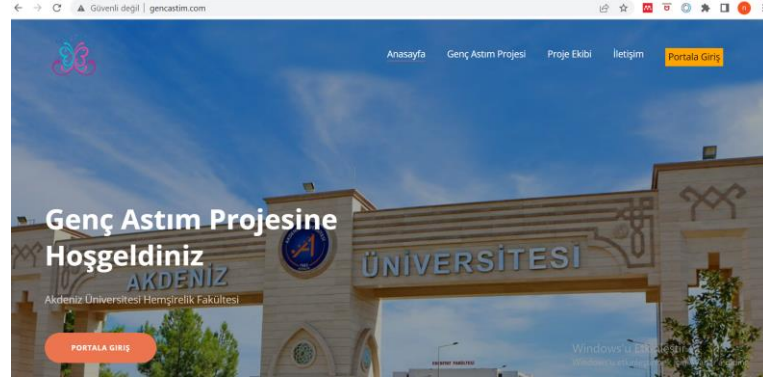 Güvenli değil | gencastim.com
Anasayfa Genç Astım Projesi Proje Ekibi İletişim Portala Giriş
Genç Astım Projesine
Hoşgeldiniz
AKDENİZ ÜNİVERSİTESİ
Akdeniz Üniversitesi Hemşirelik Fakültesi
PORTALA GİRİŞ
Windows'u Etkinleştir